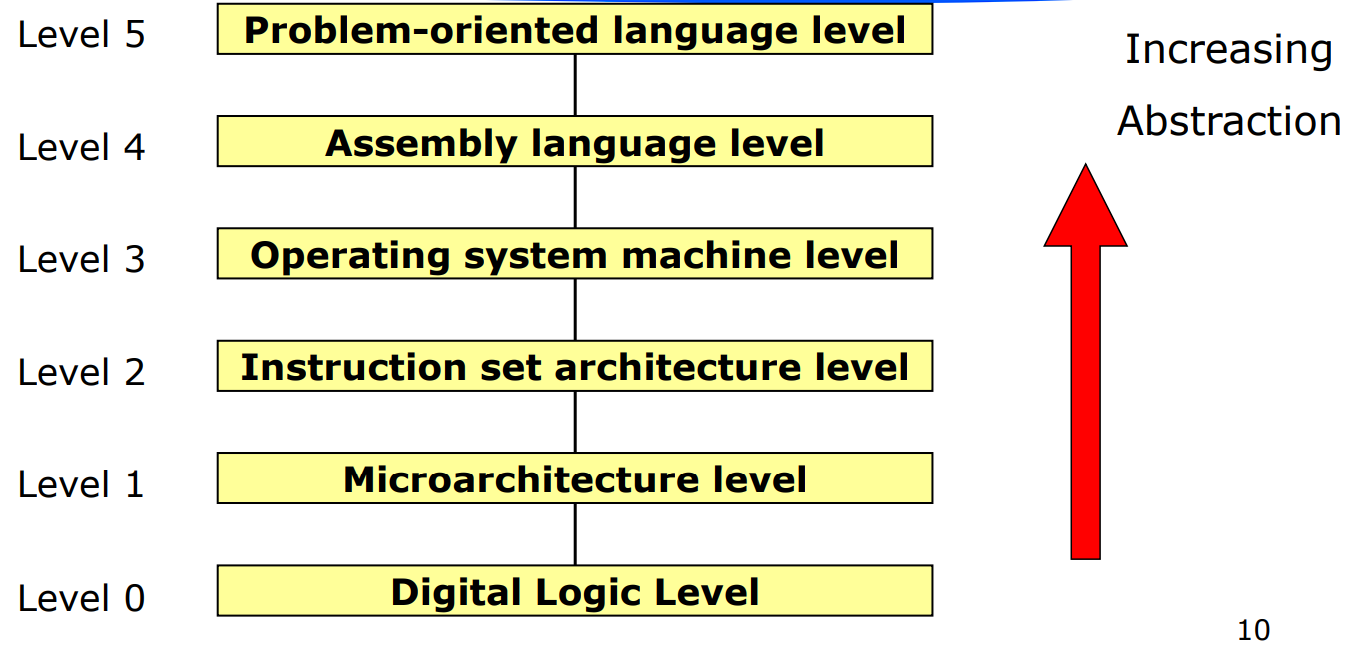 Level 5 Problem-oriented language level
Increasing
Abstraction
Level 4 Assembly language level
Level 3 Operating system machine level
Level 2 Instruction set architecture level
Level 1 Microarchitecture level
Level 0 Digital Logic Level
10